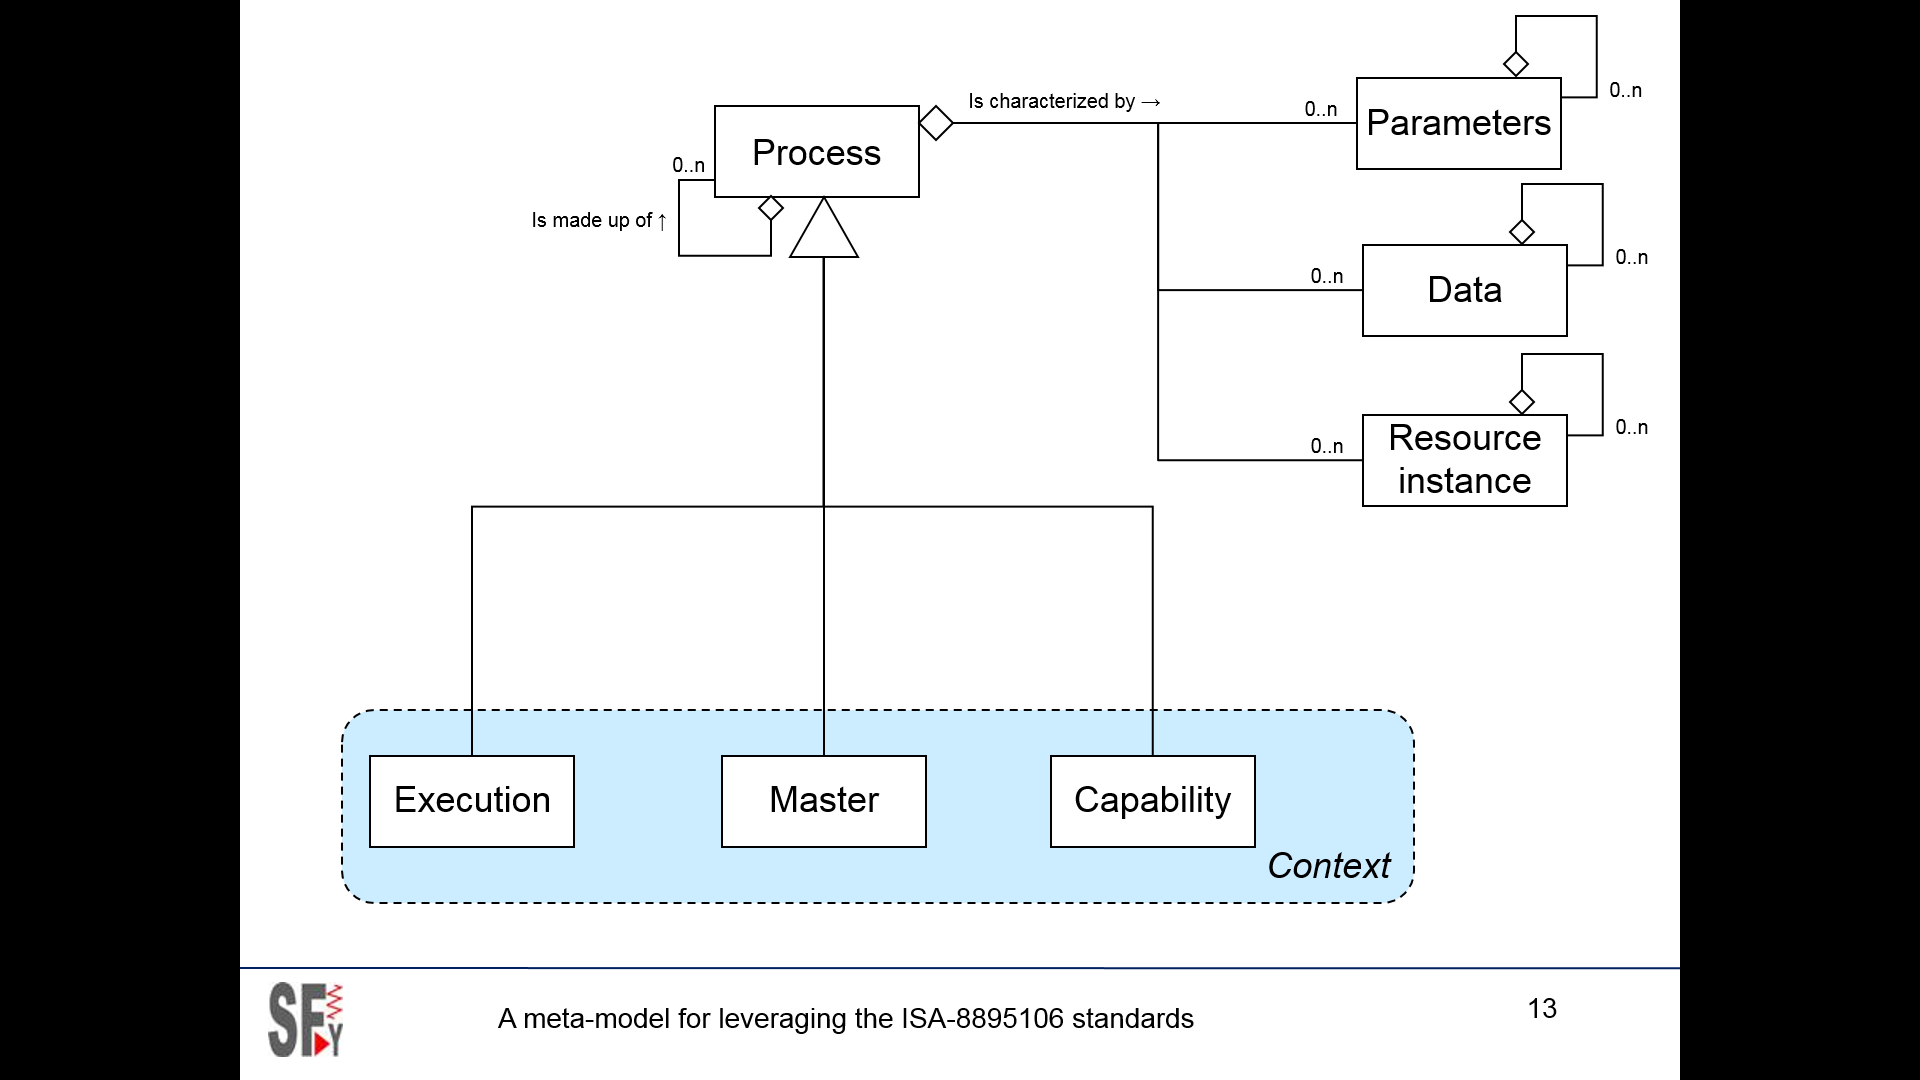 Is characterized by →
0..n
Parameters
0..n
Process
0..n
Is made up of ↑
0..n
Data
0..n
0..n
Resource
instance
0..n
Execution
Master
Capability
Context
SFy
A meta-model for leveraging the ISA-8895106 standards
13